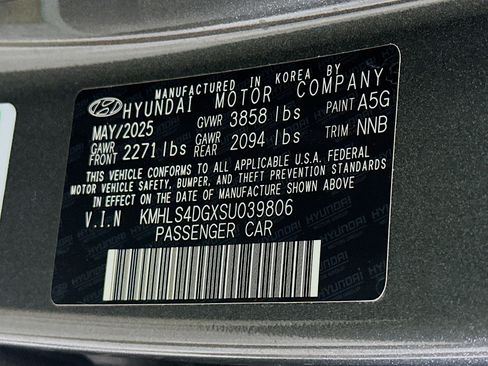 MANUFACTURED IN KOREA BY
HYUNDAI MOTOR COMPANY
MAY/2025 GVWR 3858 lbs PAINT A5G
GAWR FRONT 2271 lbs GAWR REAR 2094 lbs TRIM NNB
THIS VEHICLE CONFORMS TO ALL APPLICABLE U.S.A. FEDERAL
MOTOR VEHICLE SAFETY, BUMPER, AND THEFT PREVENTION STANDARDS
IN EFFECT ON THE DATE OF MANUFACTURE SHOWN ABOVE
V.I.N KMHLS4DGXSU039806
PASSENGER CAR